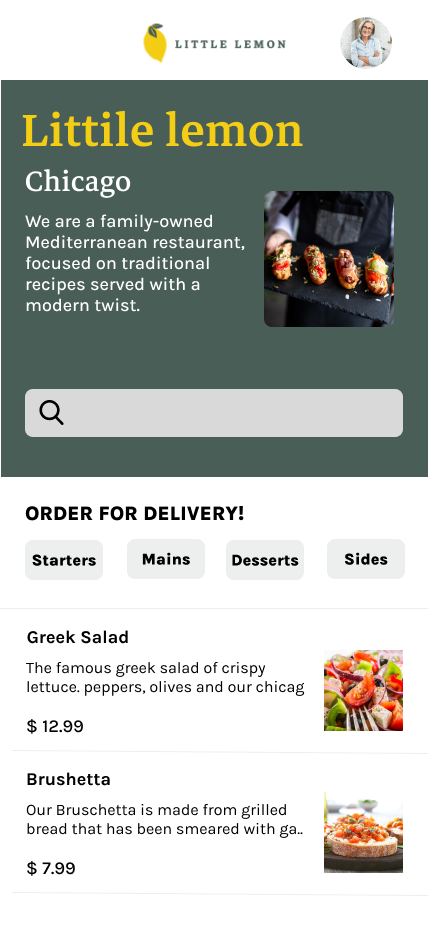 LITTLE LEMON
Littile lemon
Chicago
We are a family-owned
Mediterranean restaurant,
focused on traditional
recipes served with a
modern twist.
ORDER FOR DELIVERY!
Starters Mains Desserts Sides
Greek Salad
The famous greek salad of crispy
lettuce. peppers, olives and our chicag
$ 12.99
Brushetta
Our Bruschetta is made from grilled
bread that has been smeared with ga..
$ 7.99